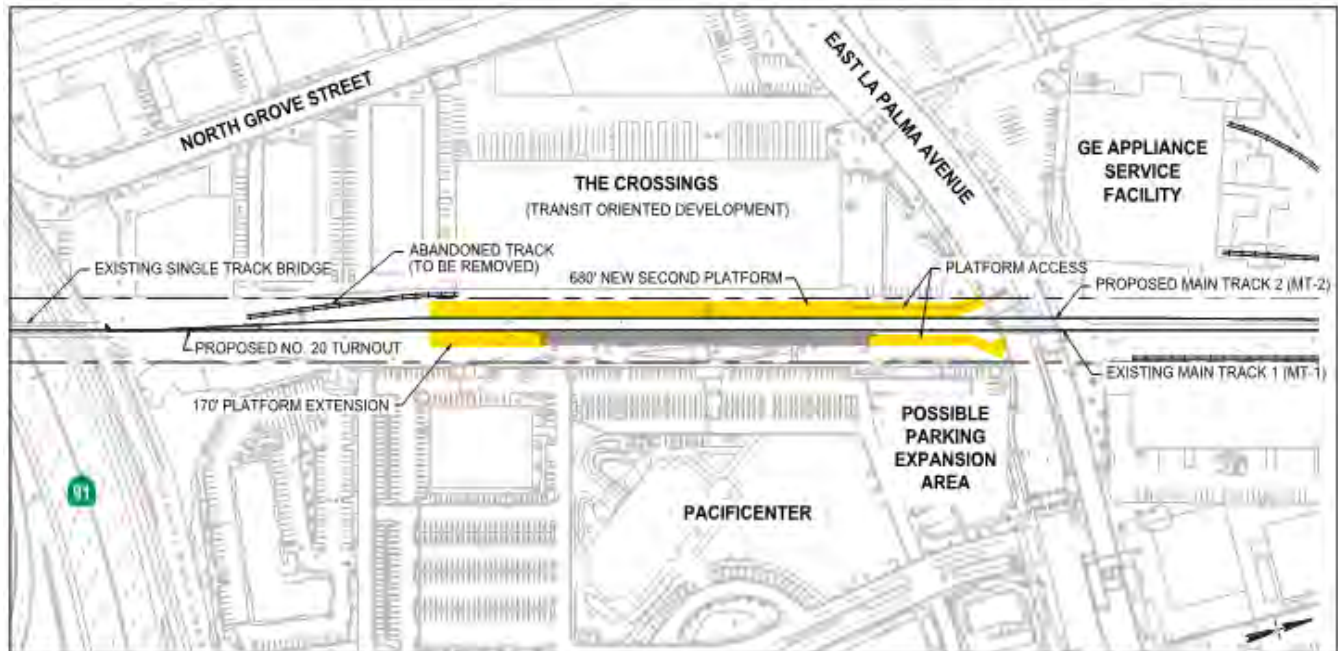 EAST LA PALMA AVENUE
NORTH GROVE STREET
GE APPLIANCE
SERVICE
FACILITY
THE CROSSINGS
(TRANSIT ORIENTED DEVELOPMENT)
ABANDONED TRACK
(TO BE REMOVED)
EXISTING SINGLE TRACK BRIDGE
680' NEW SECOND PLATFORM
PLATFORM ACCESS
PROPOSED MAIN TRACK 2 (MT-2)
PROPOSED NO. 20 TURNOUT
EXISTING MAIN TRACK 1 (MT-1)
170' PLATFORM EXTENSION
POSSIBLE
PARKING
EXPANSION
AREA
91
PACIFICENTER